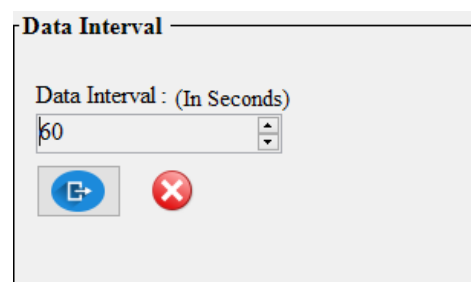 Data Interval
Data Interval : (In Seconds)
60